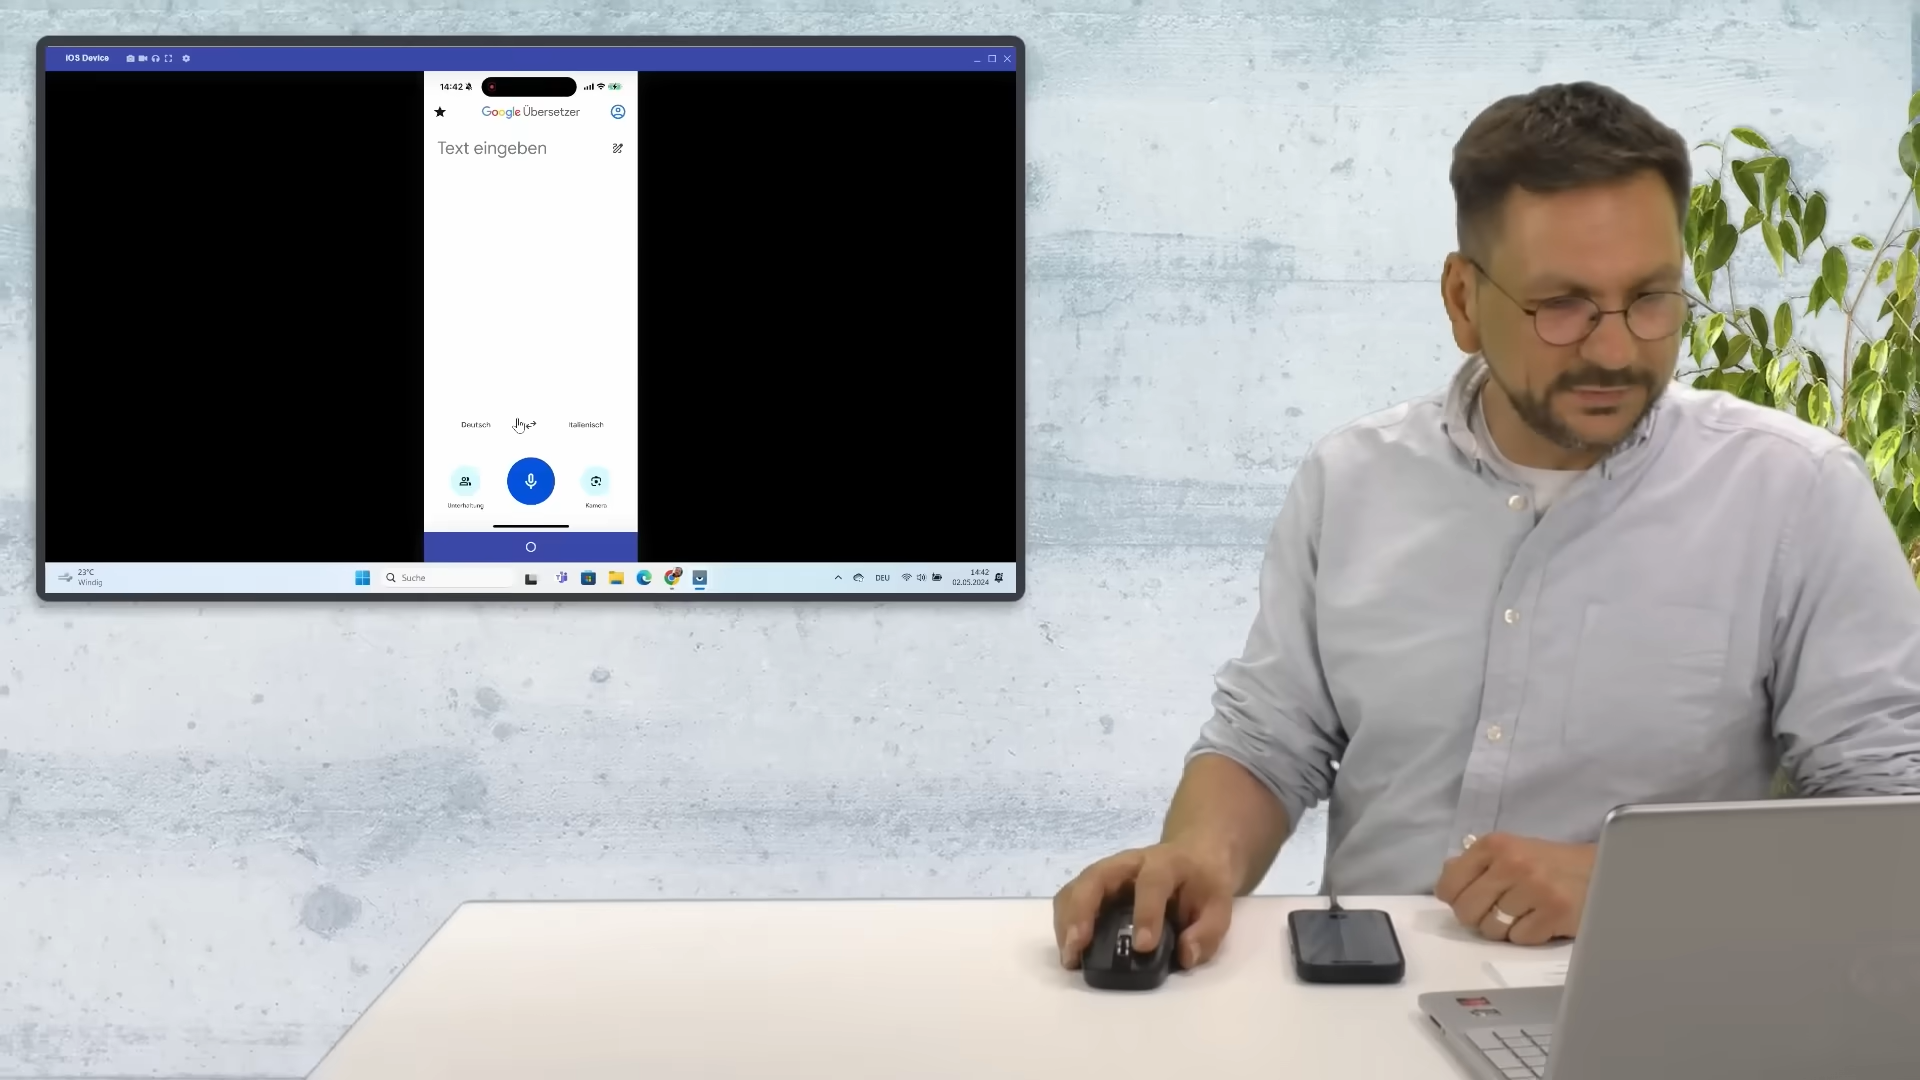 iOS Device
14:42
Google Übersetzer
Text eingeben
Deutsch
Italienisch
Unterhaltung
Kamera
23°C
Windig
Suche
DEU
14:42
02.05.2024